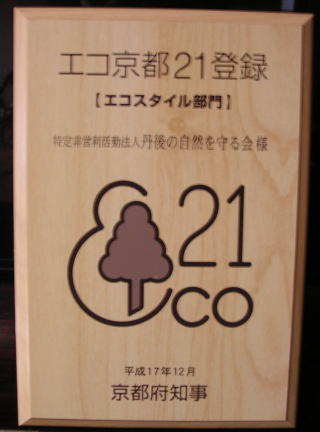 エコ京都21登録
【エコスタイル部門】
特定非営利活動法人丹後の自然を守る会 様
21
eco
平成17年12月
京都府知事